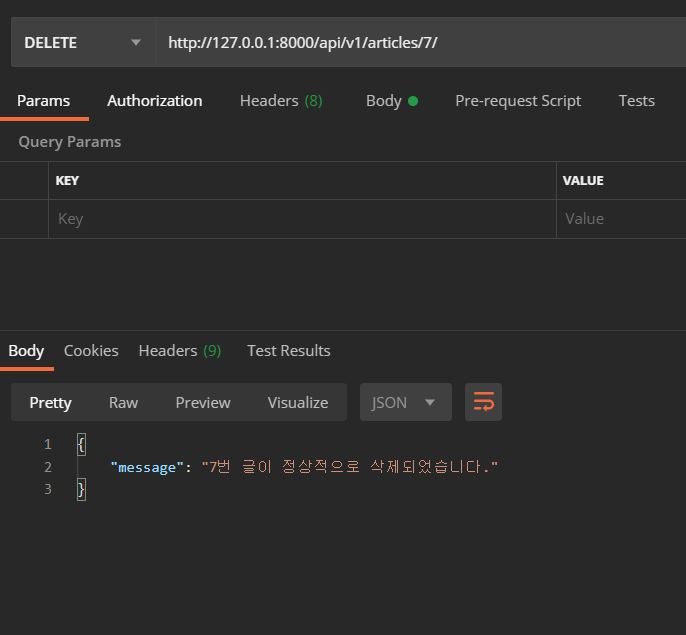 DELETE http://127.0.0.1:8000/api/v1/articles/7/
Params Authorization Headers (8) Body Pre-request Script Tests
Query Params
KEY VALUE
Key Value
Body Cookies Headers (9) Test Results
Pretty Raw Preview Visualize JSON
1 {
2 "message": "7번 글이 정상적으로 삭제되었습니다."
3 }